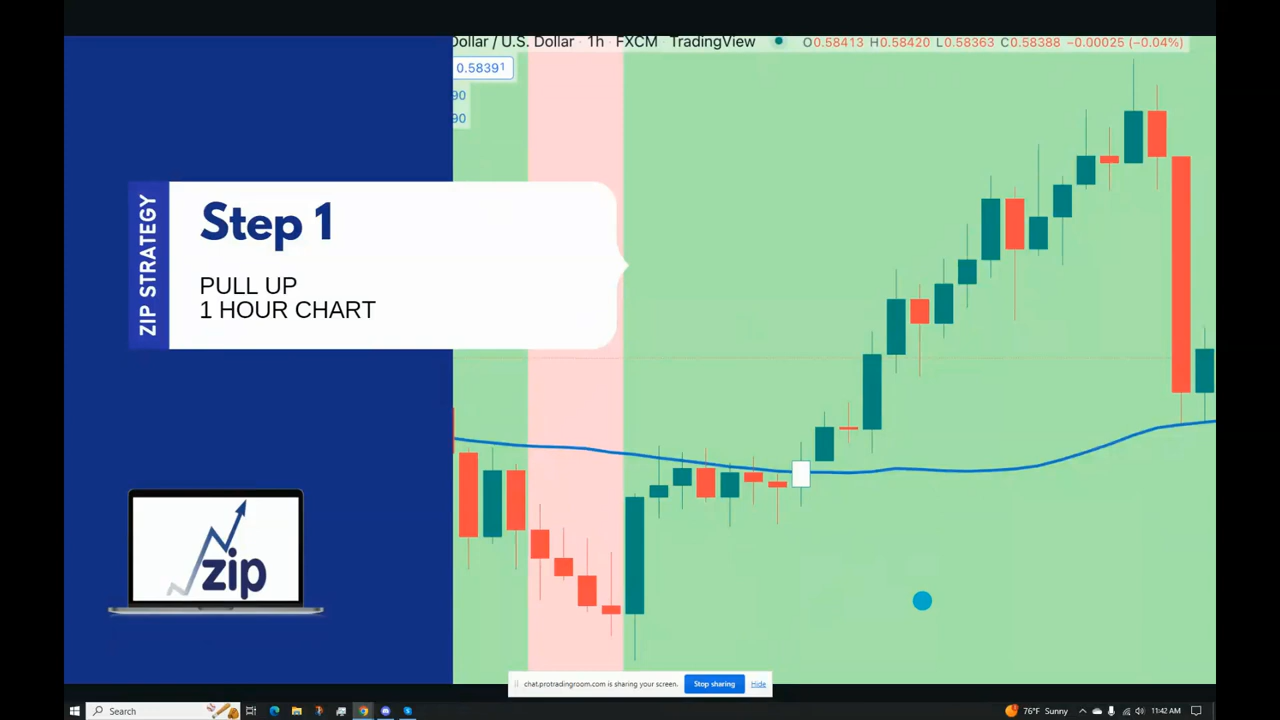 Dollar / U.S. Dollar · 1h · FXCM · TradingView
O0.58413 H0.58420 L0.58363 C0.58388 −0.00025 (−0.04%)
0.58391
90
90
ZIP STRATEGY
Step 1
PULL UP
1 HOUR CHART
zip
chat.protradingroom.com is sharing your screen.
Stop sharing
Hide
Search
76°F Sunny
11:42 AM